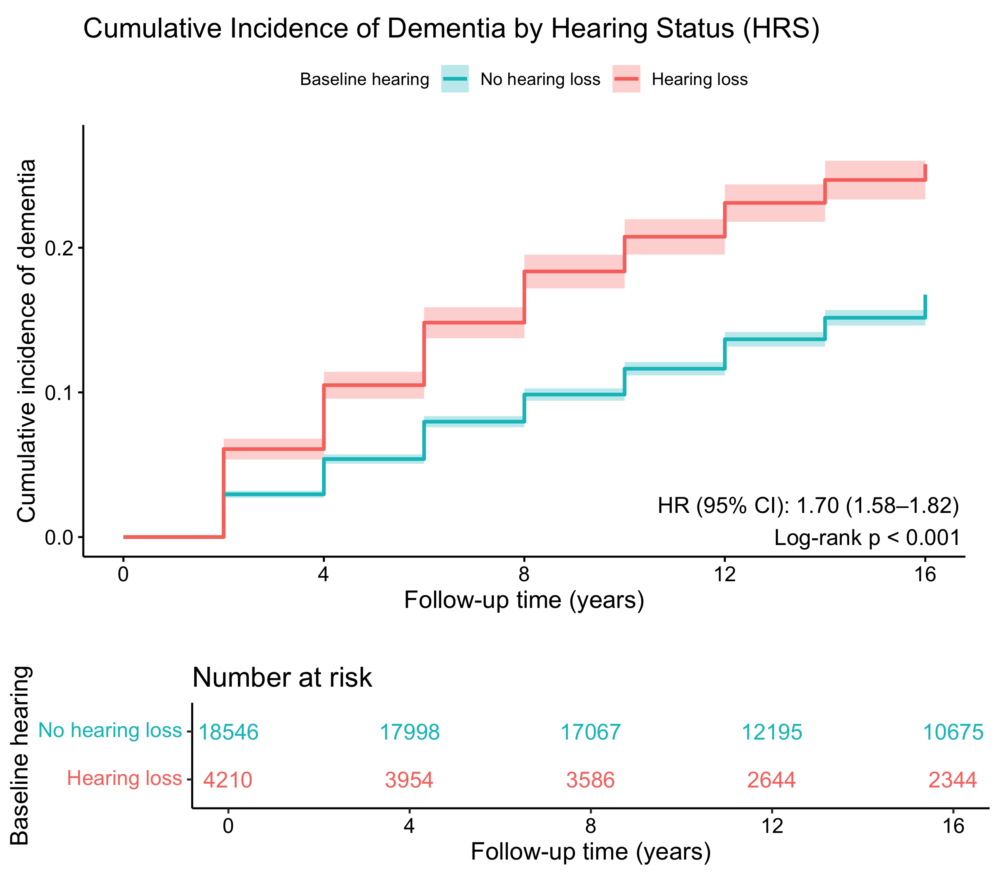 Cumulative Incidence of Dementia by Hearing Status (HRS)
Baseline hearing No hearing loss Hearing loss
Cumulative incidence of dementia
0.2
0.1
0.0
HR (95% CI): 1.70 (1.58–1.82)
Log-rank p < 0.001
0 4 8 12 16
Follow-up time (years)
Number at risk
Baseline hearing
No hearing loss 18546 17998 17067 12195 10675
Hearing loss 4210 3954 3586 2644 2344
0 4 8 12 16
Follow-up time (years)